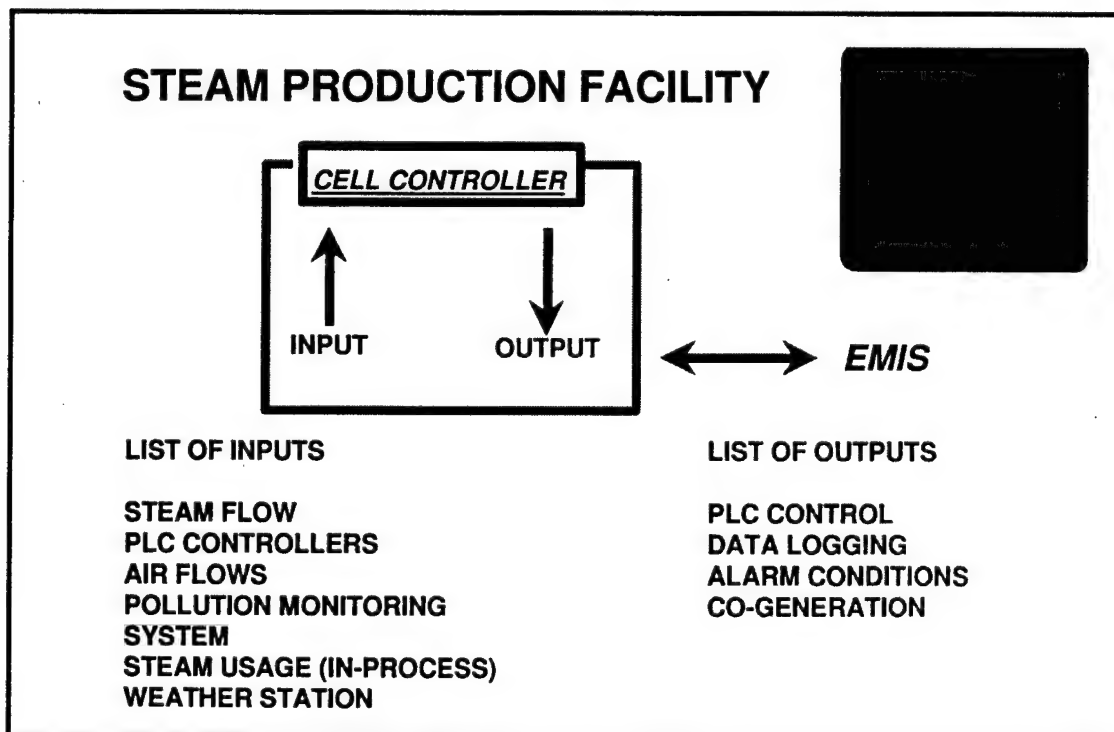 STEAM PRODUCTION FACILITY
CELL CONTROLLER
INPUT
OUTPUT
EMIS
LIST OF INPUTS
STEAM FLOW
PLC CONTROLLERS
AIR FLOWS
POLLUTION MONITORING
SYSTEM
STEAM USAGE (IN-PROCESS)
WEATHER STATION
LIST OF OUTPUTS
PLC CONTROL
DATA LOGGING
ALARM CONDITIONS
CO-GENERATION